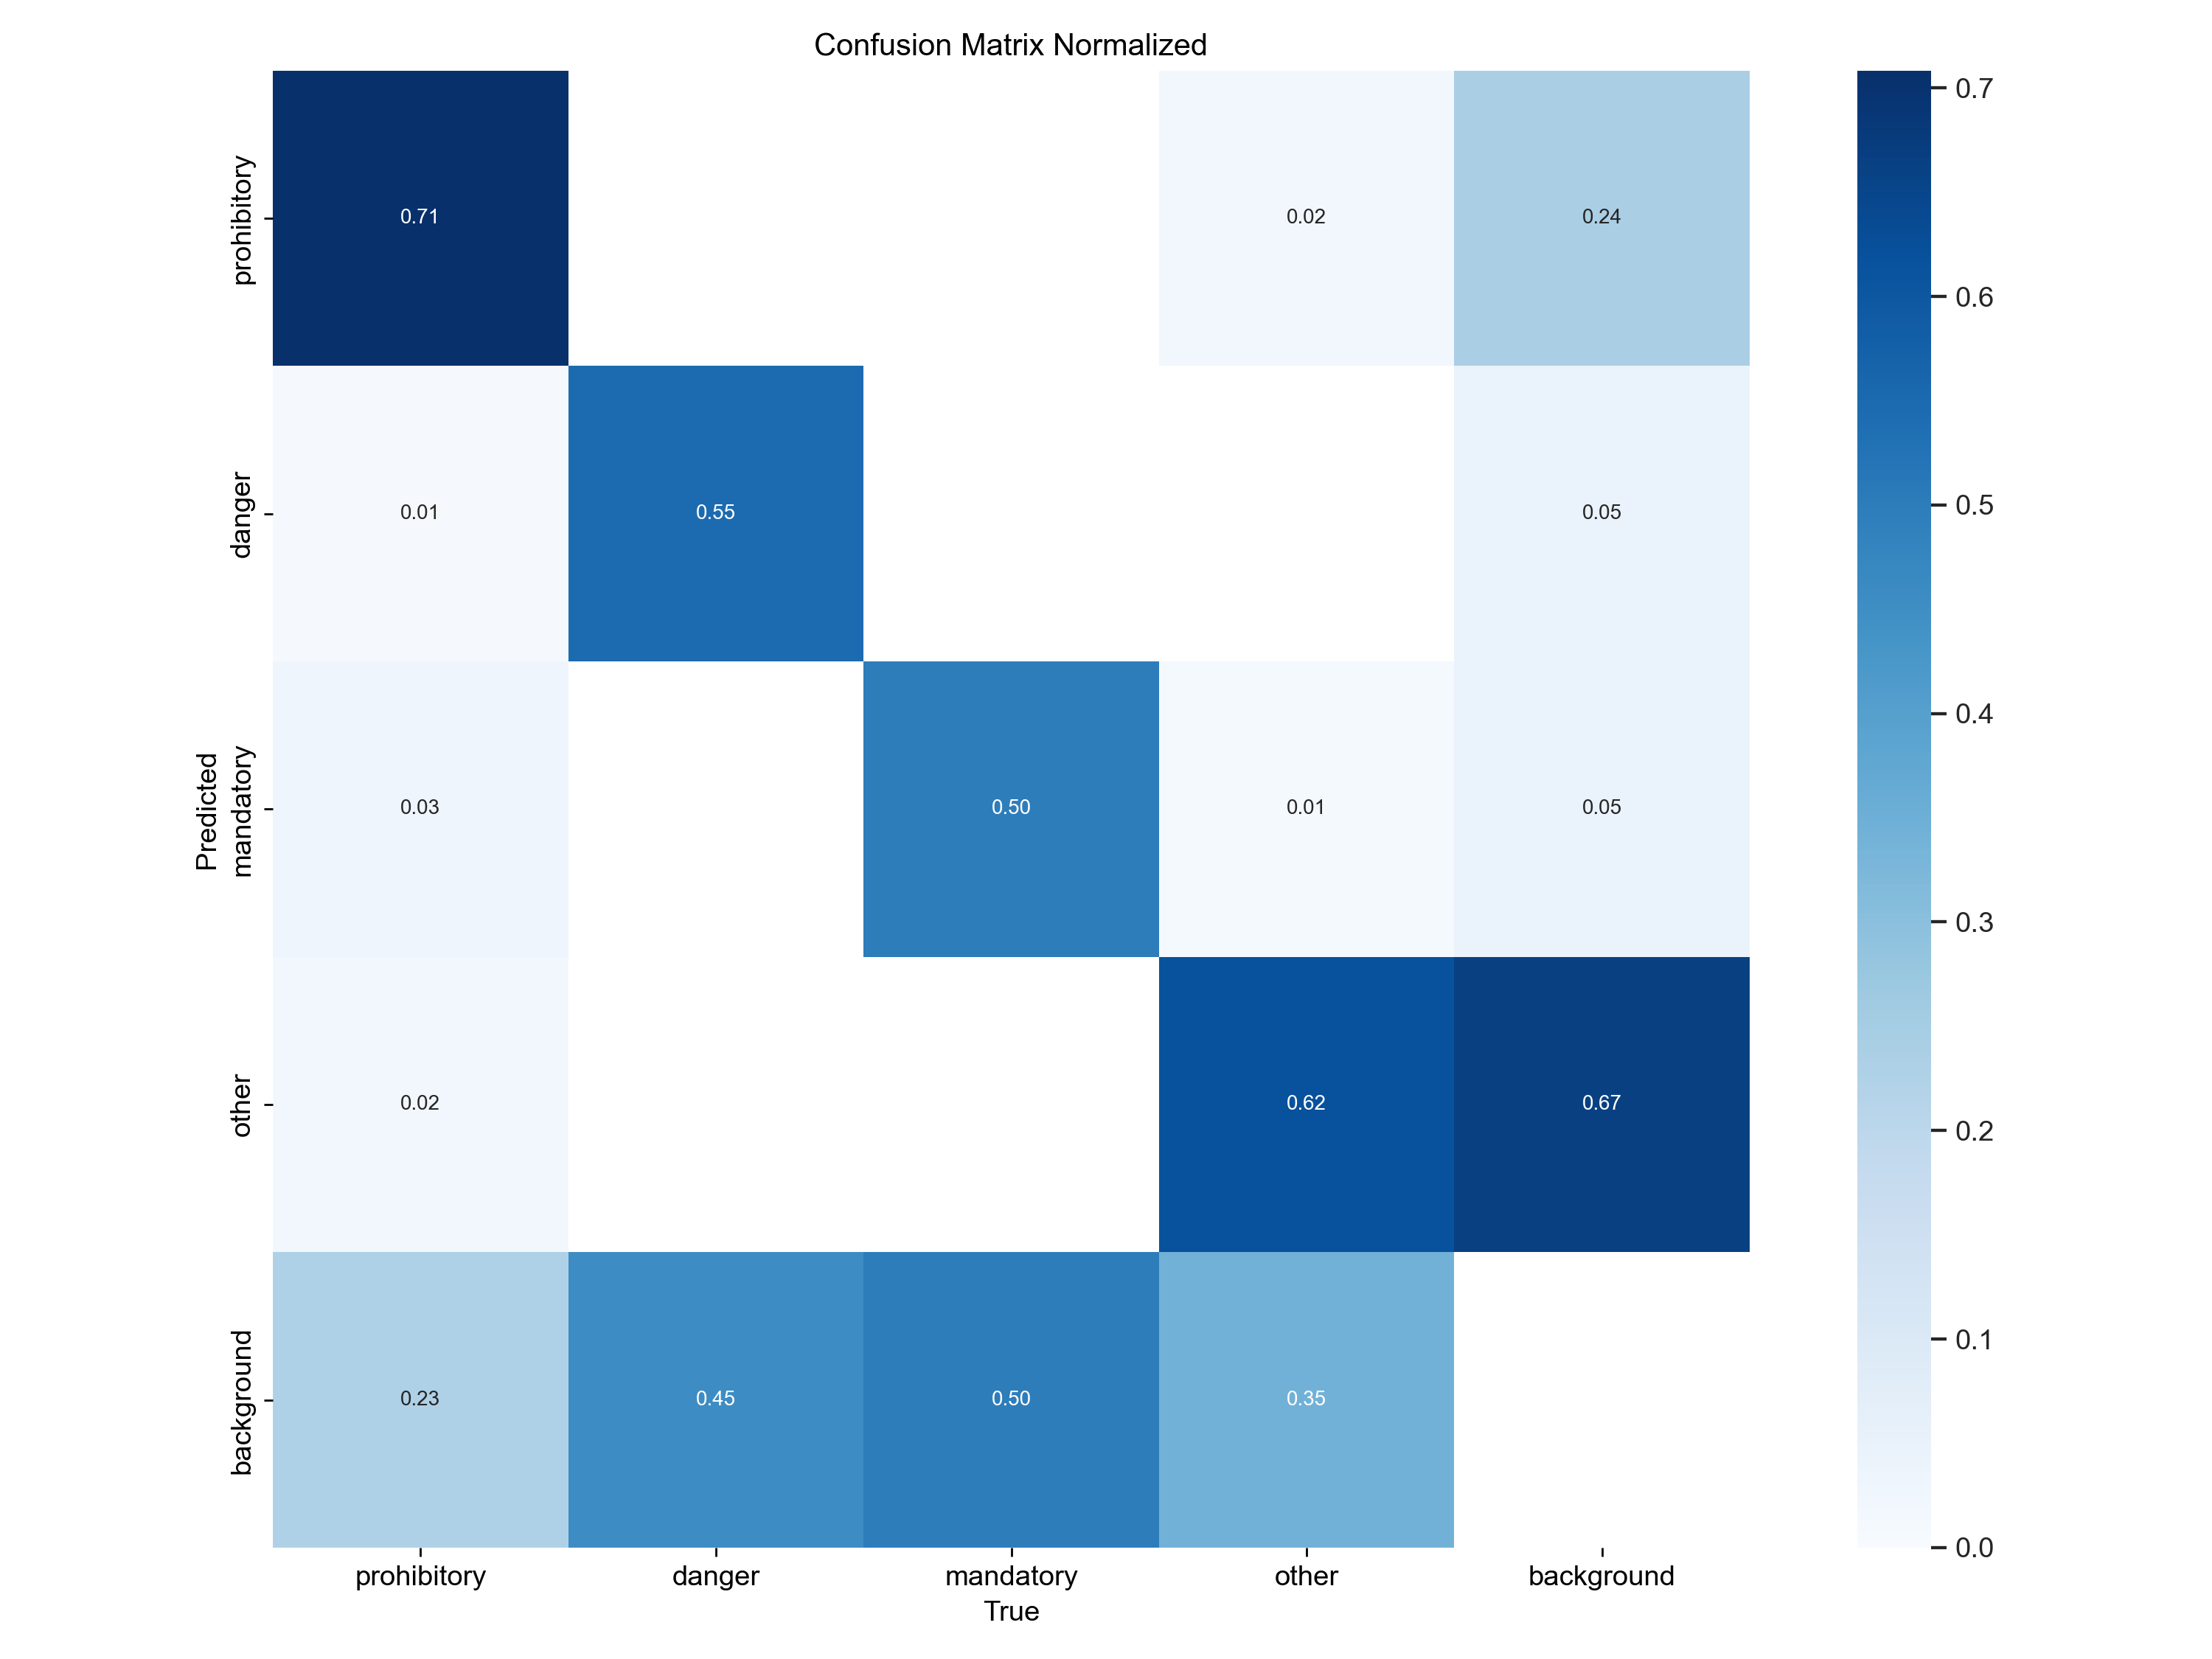 Confusion Matrix Normalized
prohibitory
0.71
0.02
0.24
danger
0.01
0.55
0.05
Predicted
mandatory
0.03
0.50
0.01
0.05
other
0.02
0.62
0.67
background
0.23
0.45
0.50
0.35
prohibitory danger mandatory other background
True
0.7
0.6
0.5
0.4
0.3
0.2
0.1
0.0